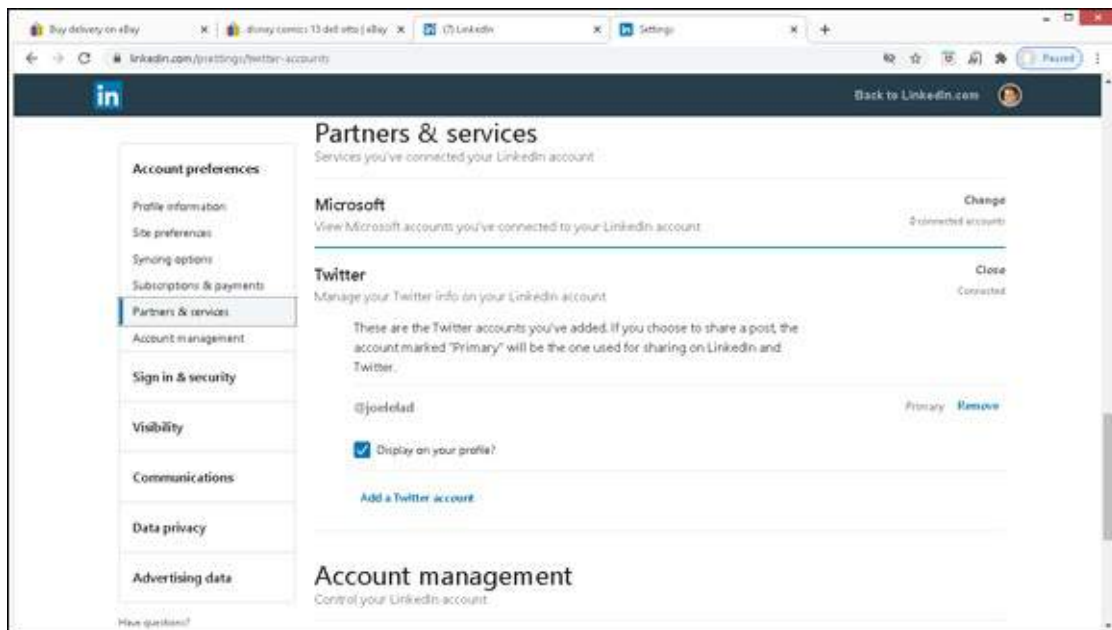 Buy delivery on eBay
disney comics 13 del otto | eBay
(7) LinkedIn
Settings
linkedin.com/psettings/twitter-accounts
Paused
in
Back to LinkedIn.com
Partners & services
Services you've connected your LinkedIn account
Account preferences
Profile information
Site preferences
Syncing options
Subscriptions & payments
Partners & services
Account management
Sign in & security
Visibility
Communications
Data privacy
Advertising data
Have questions?
Microsoft
Change
View Microsoft accounts you've connected to your LinkedIn account
connected accounts
Twitter
Close
Manage your Twitter info on your LinkedIn account
Connected
These are the Twitter accounts you've added. If you choose to share a post, the
account marked "Primary" will be the one used for sharing on LinkedIn and
Twitter.
@joelelad
Primary
Remove
Display on your profile?
Add a Twitter account
Account management
Control your LinkedIn account